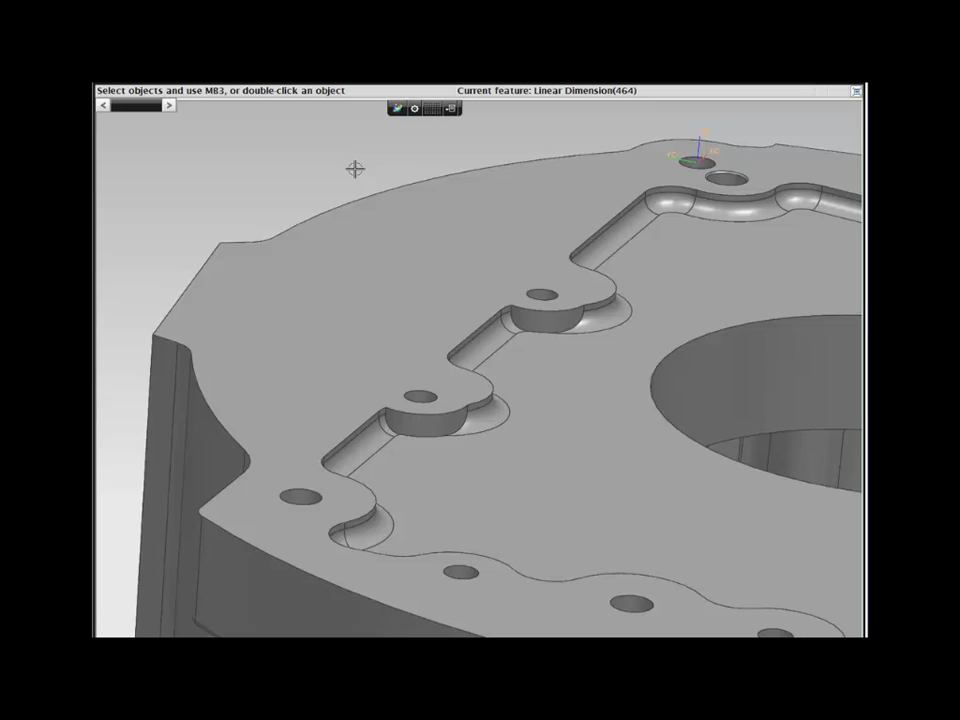 Select objects and use MB3, or double-click an object
Current feature: Linear Dimension(464)